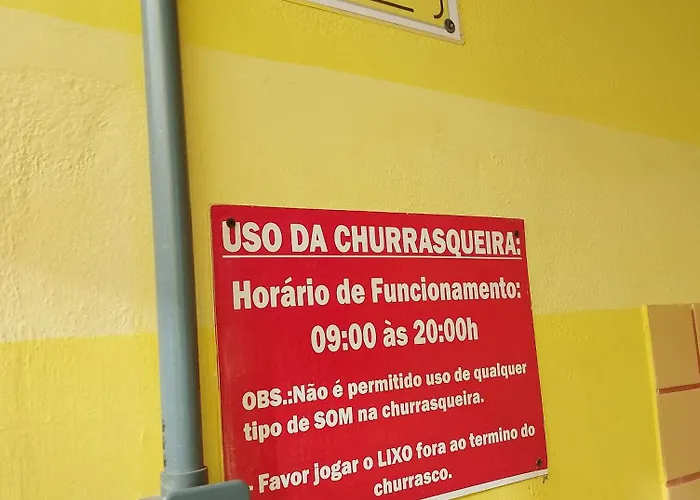 USO DA CHURRASQUEIRA:
Horário de Funcionamento:
09:00 às 20:00h
OBS.:Não é permitido uso de qualquer
tipo de SOM na churrasqueira.
. Favor jogar o LIXO fora ao termino do
churrasco.